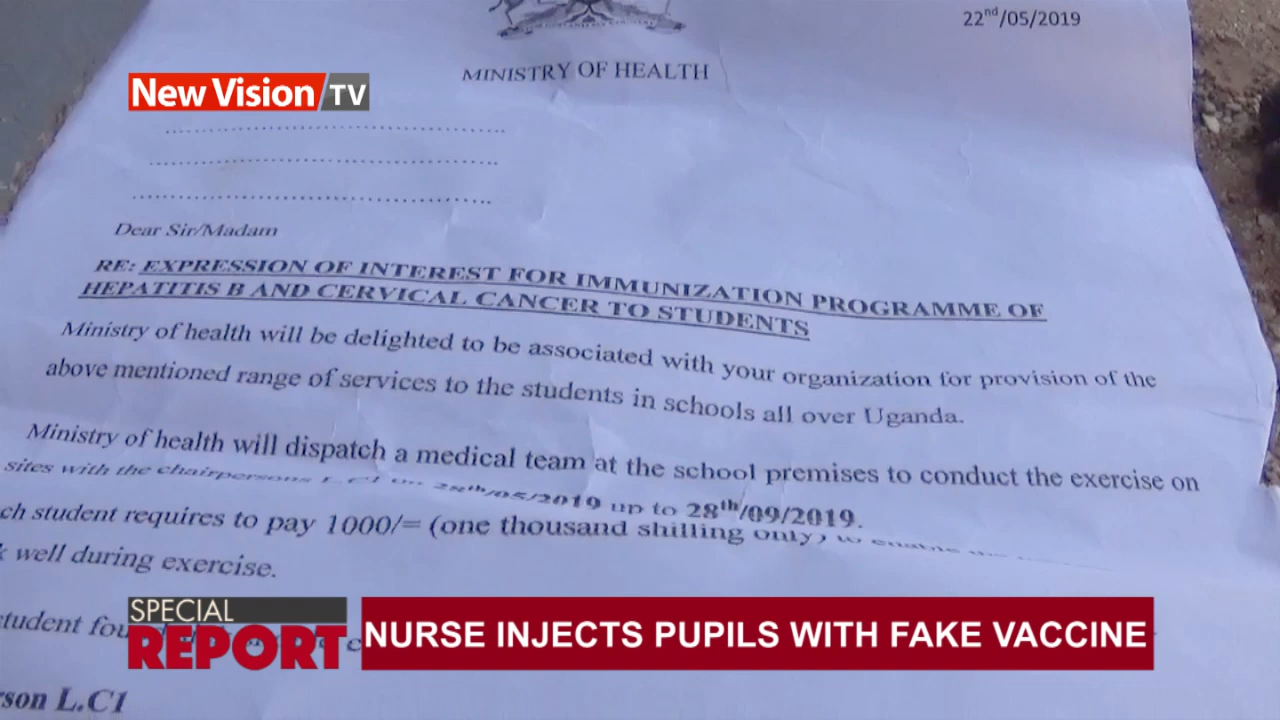 22nd/05/2019
MINISTRY OF HEALTH
New Vision TV
Dear Sir/Madam
RE: EXPRESSION OF INTEREST FOR IMMUNIZATION PROGRAMME OF
HEPATITIS B AND CERVICAL CANCER TO STUDENTS
Ministry of health will be delighted to be associated with your organization for provision of the
above mentioned range of services to the students in schools all over Uganda.
Ministry of health will dispatch a medical team at the school premises to conduct the exercise on
sites with the chairpersons L.C1 on 28th/05/2019 up to 28th/09/2019.
ch student requires to pay 1000/= (one thousand shilling only) to enable
well during exercise.
student
SPECIAL
REPORT
NURSE INJECTS PUPILS WITH FAKE VACCINE
son L.C1